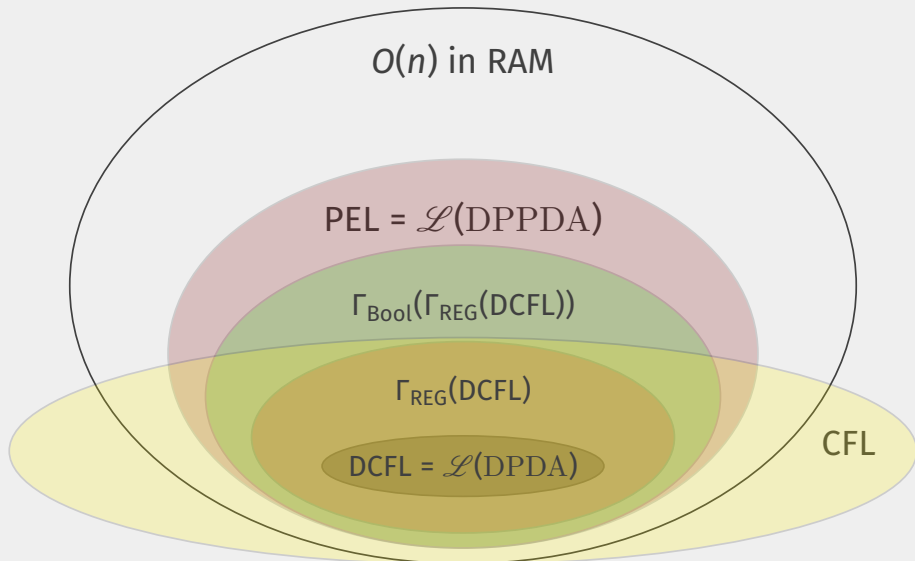 O(n) in RAM
PEL = ℒ(DPPDA)
Γ_Bool(Γ_REG(DCFL))
Γ_REG(DCFL)
CFL
DCFL = ℒ(DPDA)